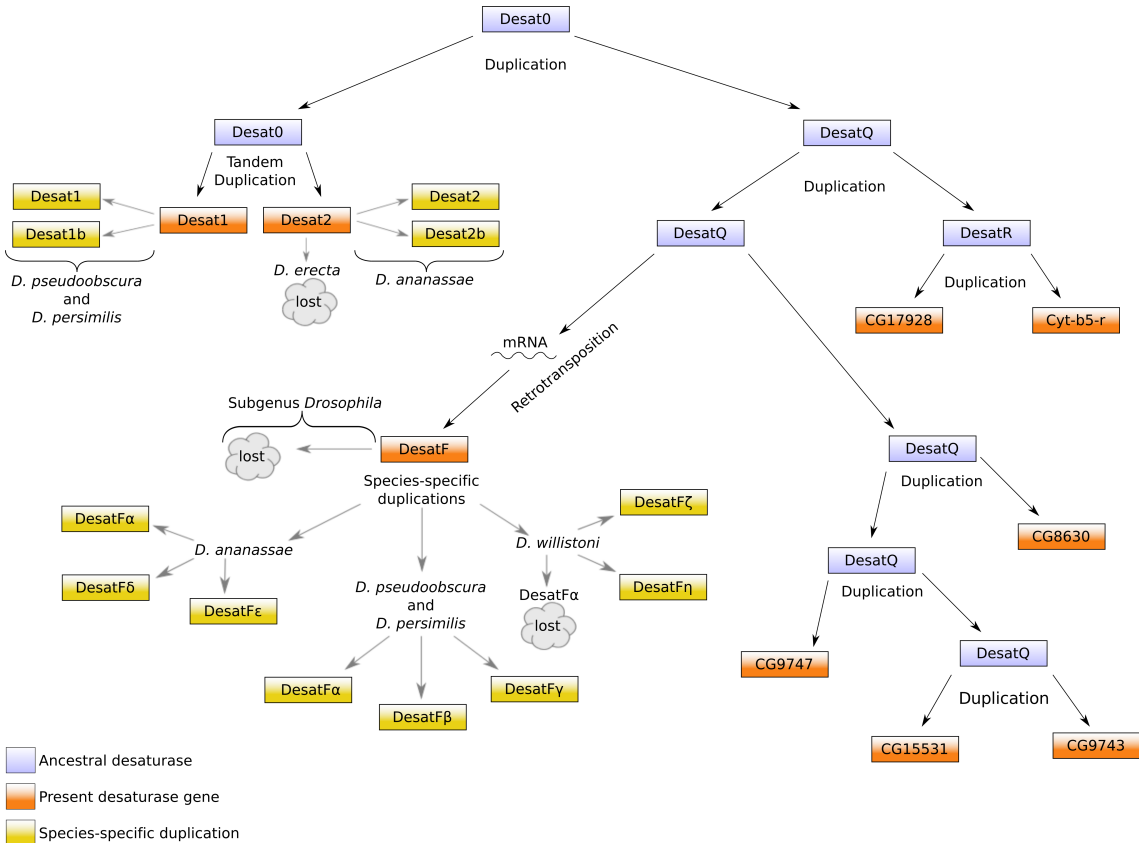 Desat0
Duplication
Desat0
DesatQ
Tandem
Duplication
Duplication
Desat1
Desat1b
Desat1
Desat2
Desat2
Desat2b
DesatQ
DesatR
D. pseudoobscura
and
D. persimilis
D. erecta
lost
D. ananassae
Duplication
CG17928
Cyt-b5-r
mRNA
Retrotransposition
Subgenus Drosophila
lost
DesatF
Species-specific
duplications
DesatQ
Duplication
CG8630
DesatFα
DesatFδ
DesatFε
D. ananassae
D. pseudoobscura
and
D. persimilis
D. willistoni
DesatFζ
DesatFη
DesatFα
lost
DesatFα
DesatFβ
DesatFγ
DesatQ
Duplication
CG9747
DesatQ
Duplication
CG15531
CG9743
Ancestral desaturase
Present desaturase gene
Species-specific duplication